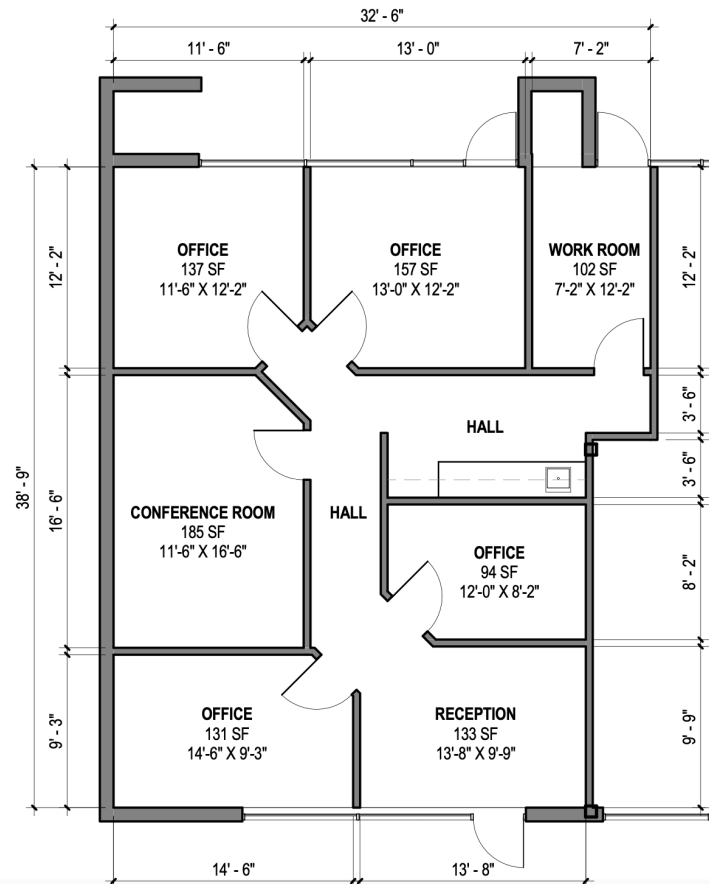 32' - 6"
11' - 6"
13' - 0"
7' - 2"
12' - 2"
OFFICE
137 SF
11'-6" X 12'-2"
OFFICE
157 SF
13'-0" X 12'-2"
WORK ROOM
102 SF
7'-2" X 12'-2"
12' - 2"
3' - 6"
HALL
3' - 6"
38' - 9"
16' - 6"
CONFERENCE ROOM
185 SF
11'-6" X 16'-6"
HALL
OFFICE
94 SF
12'-0" X 8'-2"
8' - 2"
9' - 3"
OFFICE
131 SF
14'-6" X 9'-3"
RECEPTION
133 SF
13'-8" X 9'-9"
9' - 9"
14' - 6"
13' - 8"